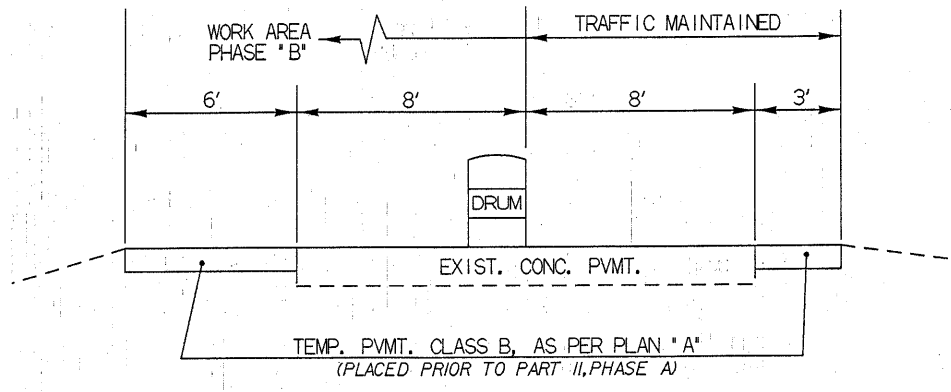 WORK AREA
PHASE "B"
TRAFFIC MAINTAINED
6'
8'
8'
3'
DRUM
EXIST. CONC. PVMT.
TEMP. PVMT. CLASS B, AS PER PLAN "A"
(PLACED PRIOR TO PART II, PHASE A)